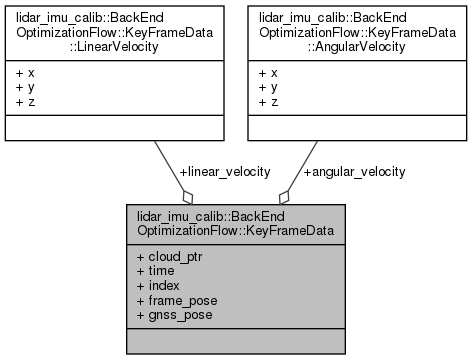 lidar_imu_calib::BackEnd
OptimizationFlow::KeyFrameData
::LinearVelocity
+ x
+ y
+ z
lidar_imu_calib::BackEnd
OptimizationFlow::KeyFrameData
::AngularVelocity
+ x
+ y
+ z
+linear_velocity
+angular_velocity
lidar_imu_calib::BackEnd
OptimizationFlow::KeyFrameData
+ cloud_ptr
+ time
+ index
+ frame_pose
+ gnss_pose